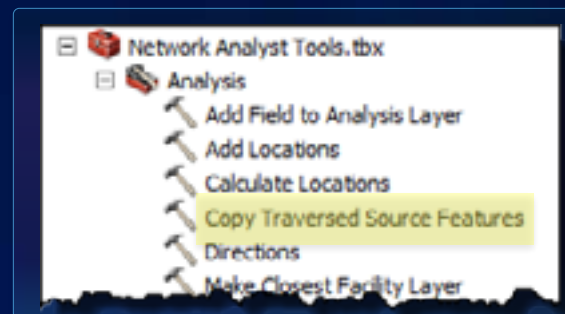 Network Analyst Tools.tbx
Analysis
Add Field to Analysis Layer
Add Locations
Calculate Locations
Copy Traversed Source Features
Directions
Make Closest Facility Layer